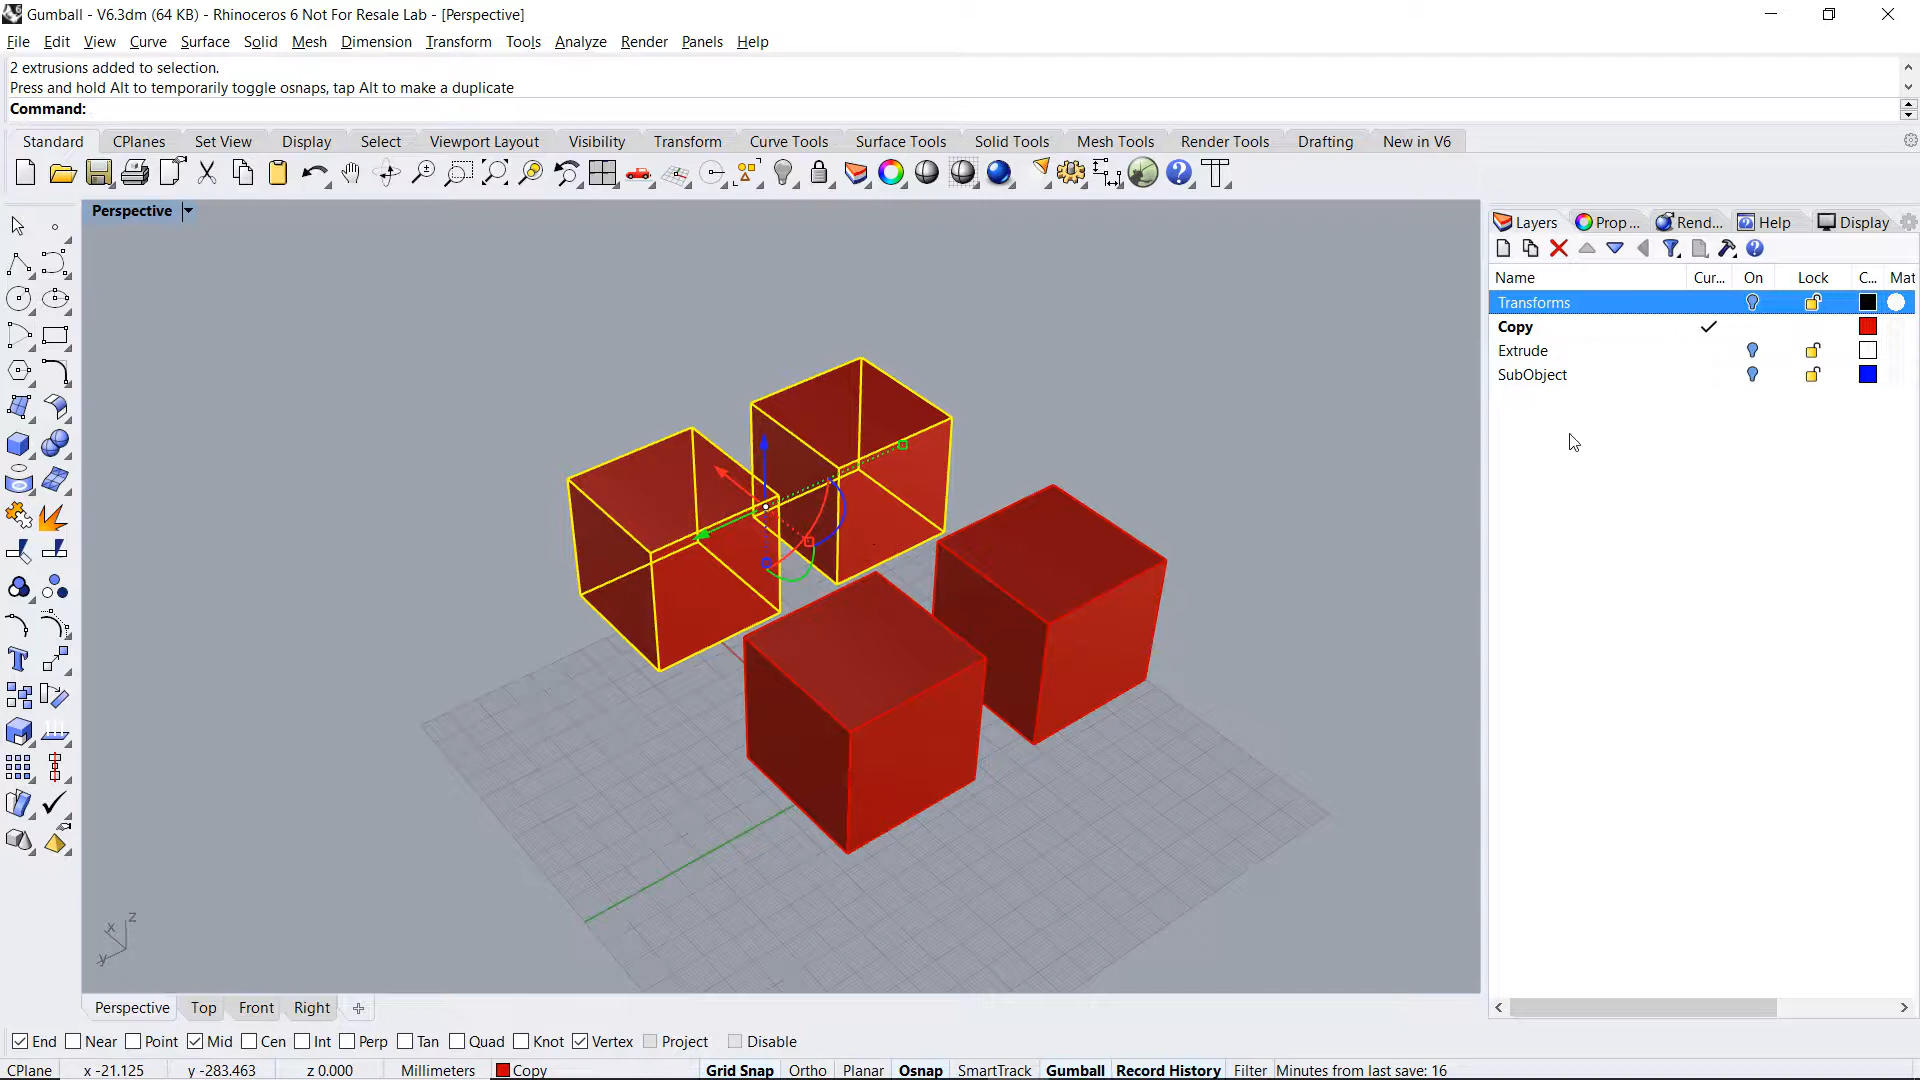 Gumball - V6.3dm (64 KB) - Rhinoceros 6 Not For Resale Lab - [Perspective]
File Edit View Curve Surface Solid Mesh Dimension Transform Tools Analyze Render Panels Help
2 extrusions added to selection.
Press and hold Alt to temporarily toggle osnaps, tap Alt to make a duplicate
Command:
Standard CPlanes Set View Display Select Viewport Layout Visibility Transform Curve Tools Surface Tools Solid Tools Mesh Tools Render Tools Drafting New in V6
Perspective
Layers Prop... Rend... Help Display
Name Cur... On Lock C... Mat
Transforms
Copy
Extrude
SubObject
z
x
y
Perspective Top Front Right
End Near Point Mid Cen Int Perp Tan Quad Knot Vertex Project Disable
CPlane x -21.125 y -283.463 z 0.000 Millimeters Copy Grid Snap Ortho Planar Osnap SmartTrack Gumball Record History Filter Minutes from last save: 16